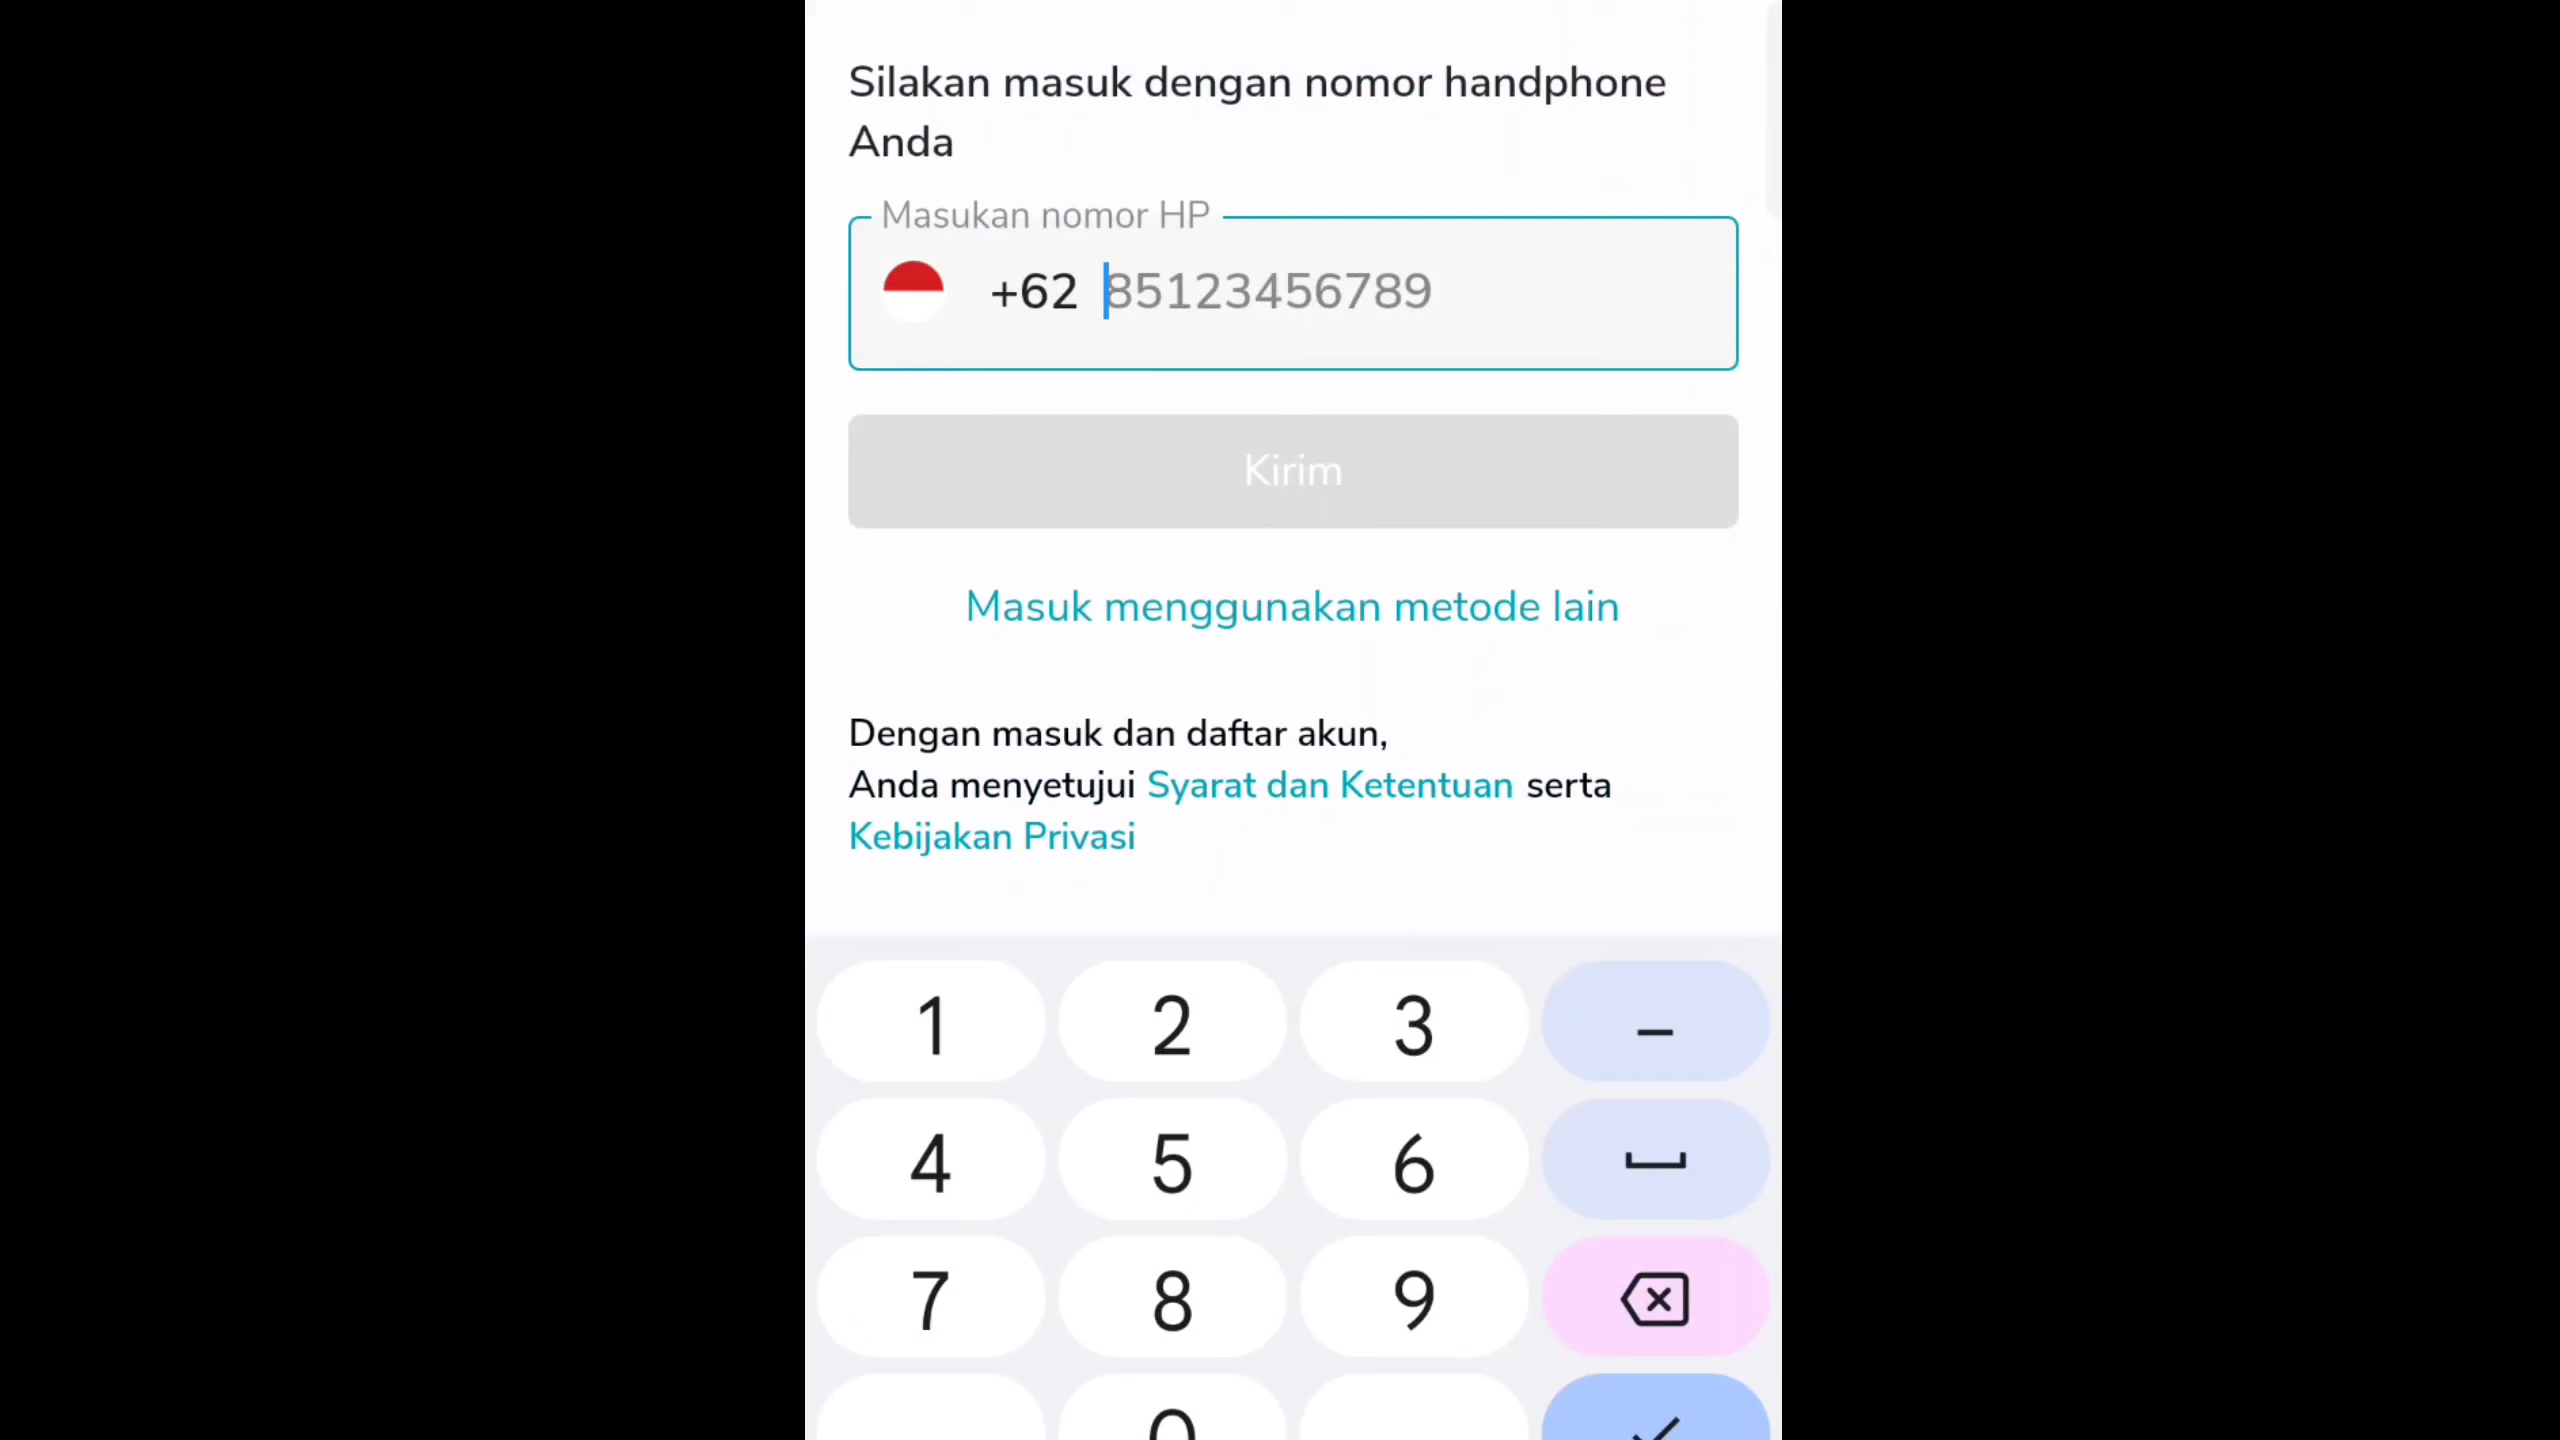 Silakan masuk dengan nomor handphone
Anda
Masukan nomor HP
+62 85123456789
Kirim
Masuk menggunakan metode lain
Dengan masuk dan daftar akun,
Anda menyetujui Syarat dan Ketentuan serta
Kebijakan Privasi
1 2 3 –
4 5 6
7 8 9
0